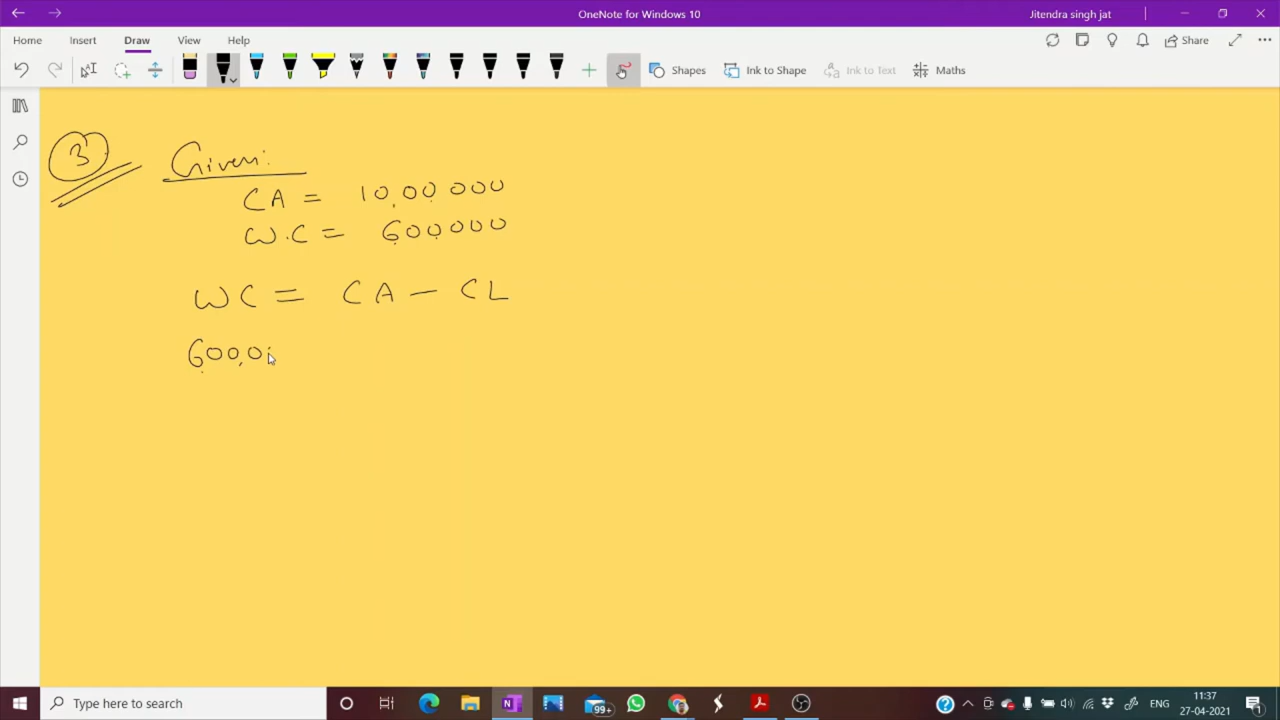 OneNote for Windows 10
Jitendra singh jat
Home Insert Draw View Help
Share
Shapes
Ink to Shape
Ink to Text
Maths
3 Given:
CA = 10,00 000
W.C = 600000
WC = CA - CL
600,0
Type here to search
99+
ENG
11:37
27-04-2021